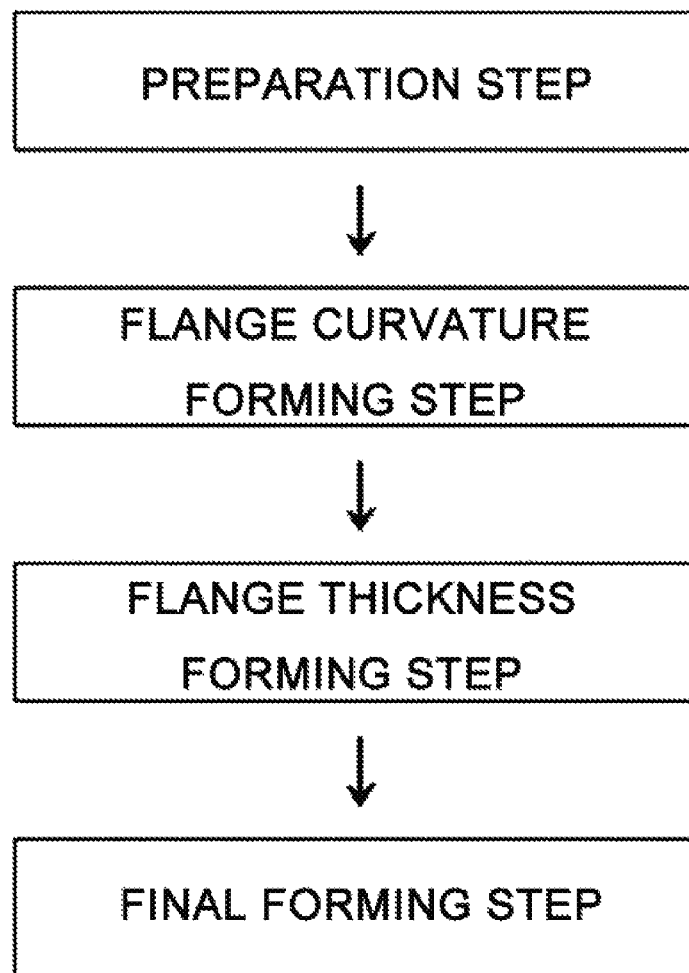 PREPARATION STEP
FLANGE CURVATURE
FORMING STEP
FLANGE THICKNESS
FORMING STEP
FINAL FORMING STEP